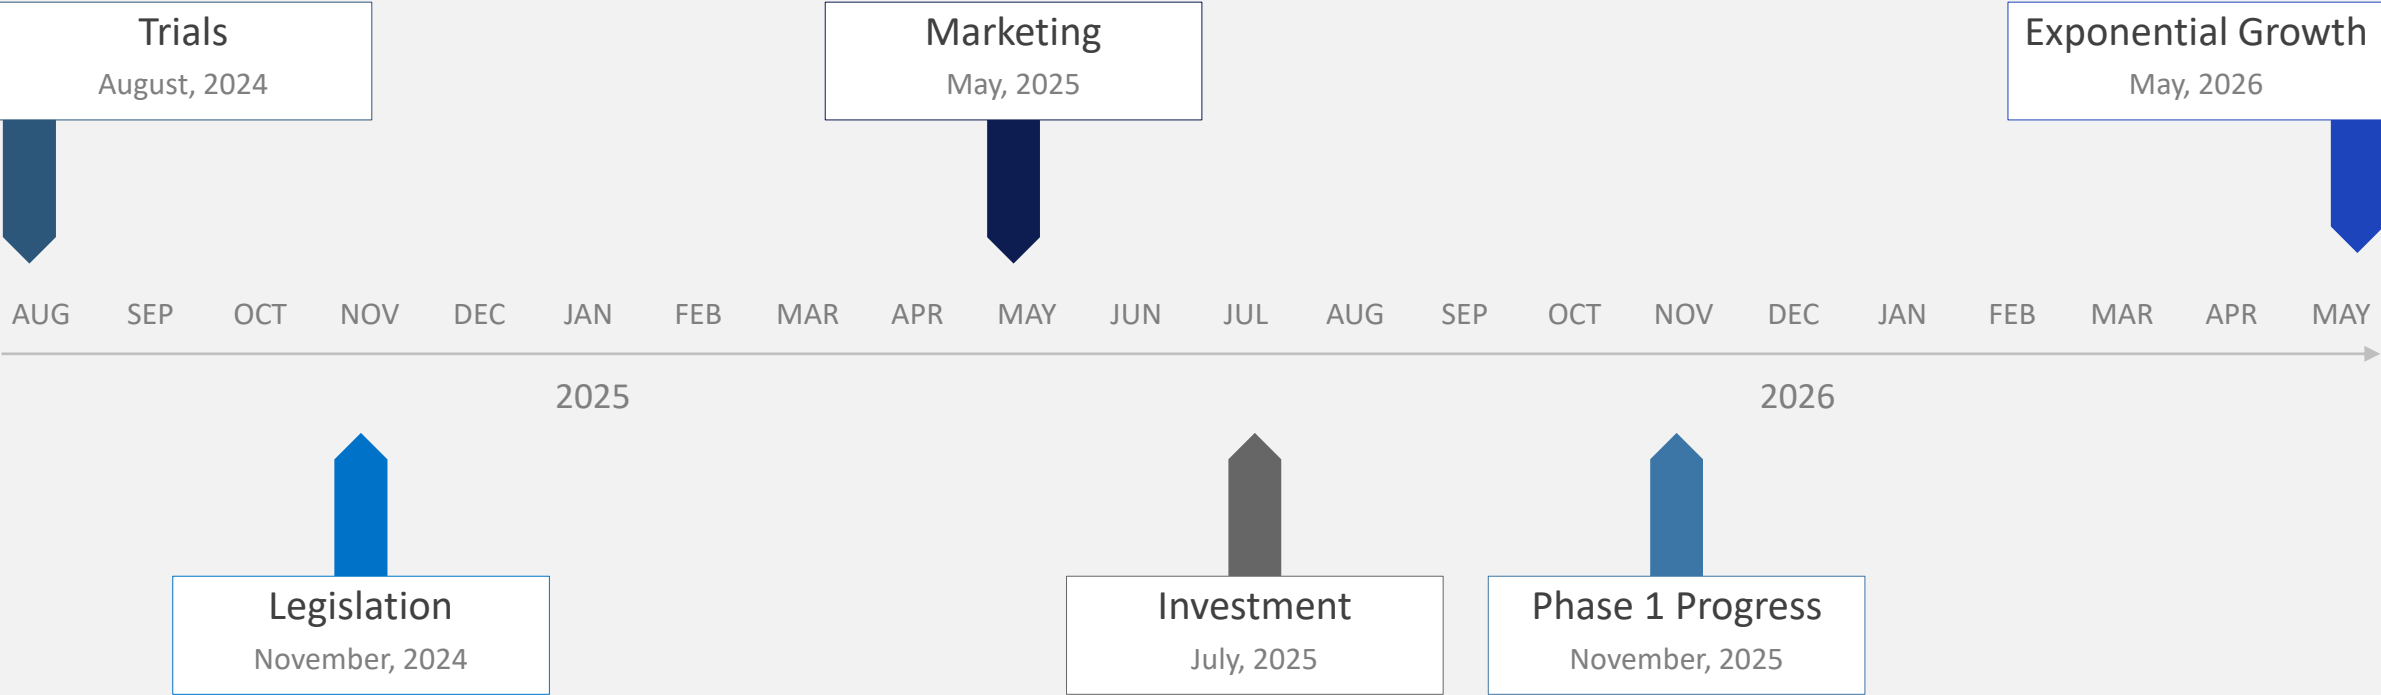 Trials
August, 2024
Marketing
May, 2025
Exponential Growth
May, 2026
AUG SEP OCT NOV DEC JAN FEB MAR APR MAY JUN JUL AUG SEP OCT NOV DEC JAN FEB MAR APR MAY
2025 2026
Legislation
November, 2024
Investment
July, 2025
Phase 1 Progress
November, 2025